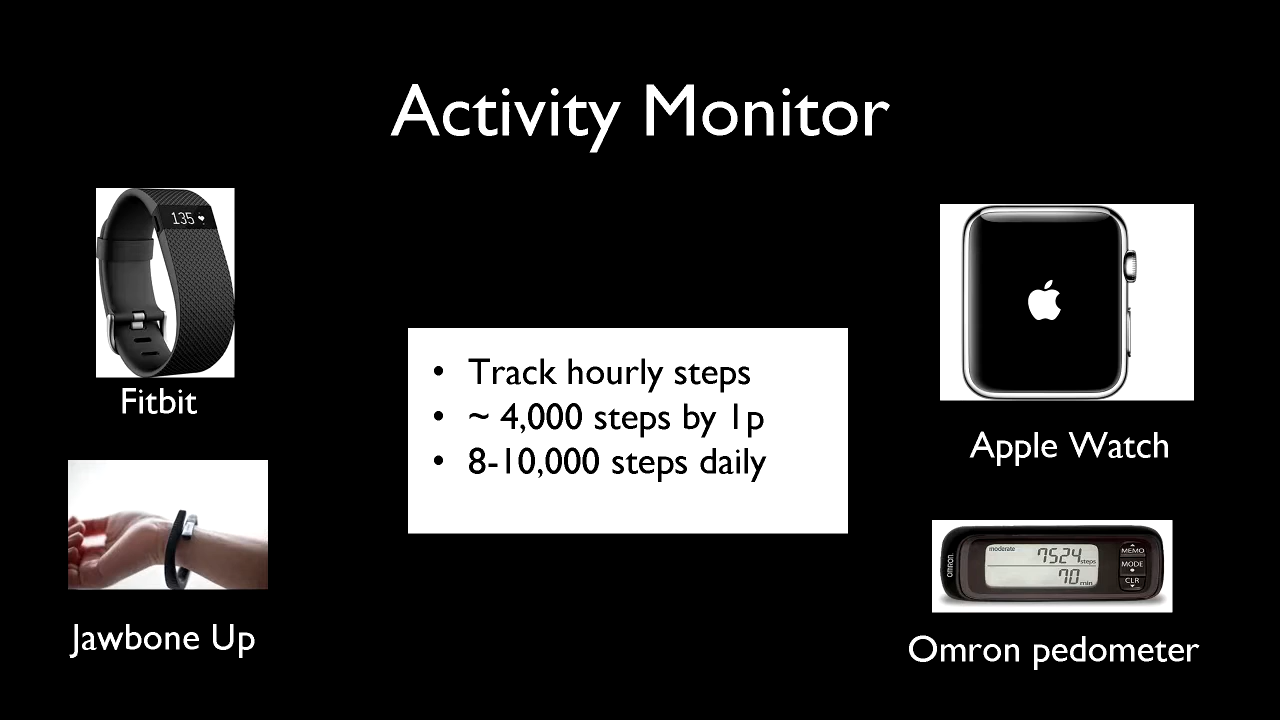 Activity Monitor
135
Fitbit
Jawbone Up
• Track hourly steps
• ~ 4,000 steps by 1p
• 8-10,000 steps daily
Apple Watch
omron
moderate
7524 steps
70 min
MEMO
MODE
CLR
Omron pedometer